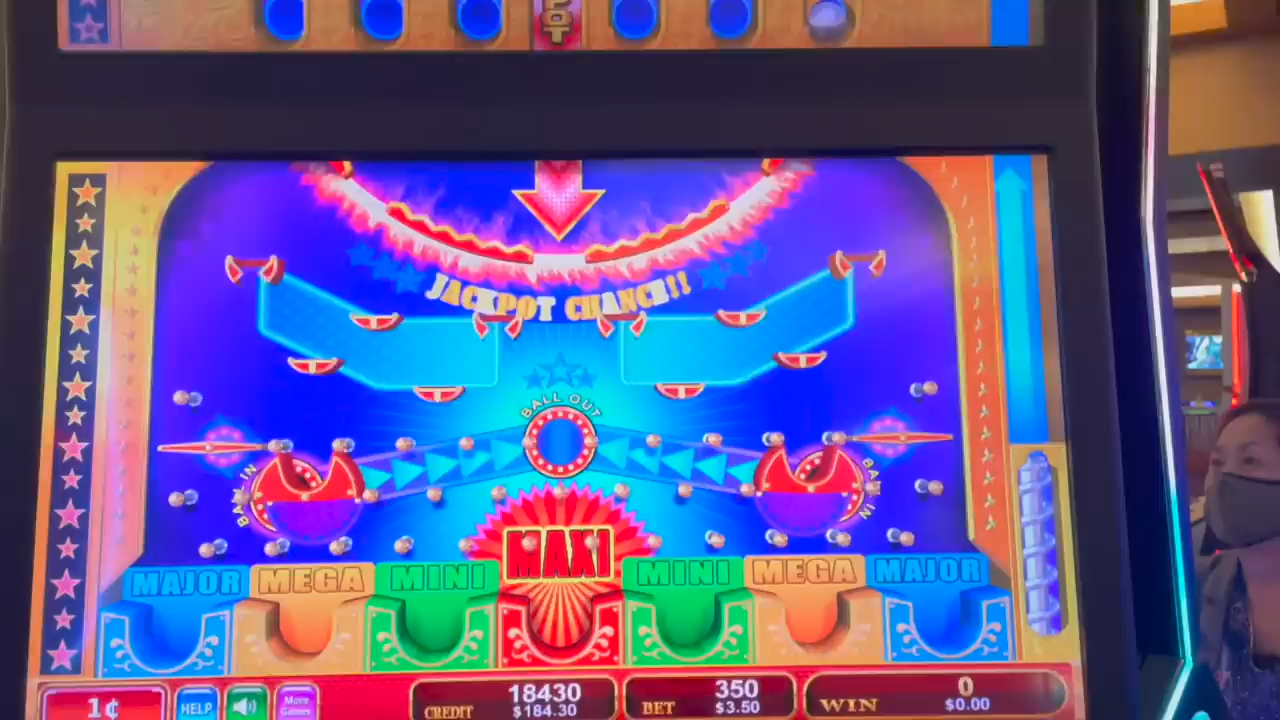 POT
JACKPOT CHANCE!!
BALL OUT
BALL IN
BALL IN
MAJOR MEGA MINI MAXI MINI MEGA MAJOR
1¢ HELP More Games CREDIT 18430 $184.30 BET 350 $3.50 WIN 0 $0.00